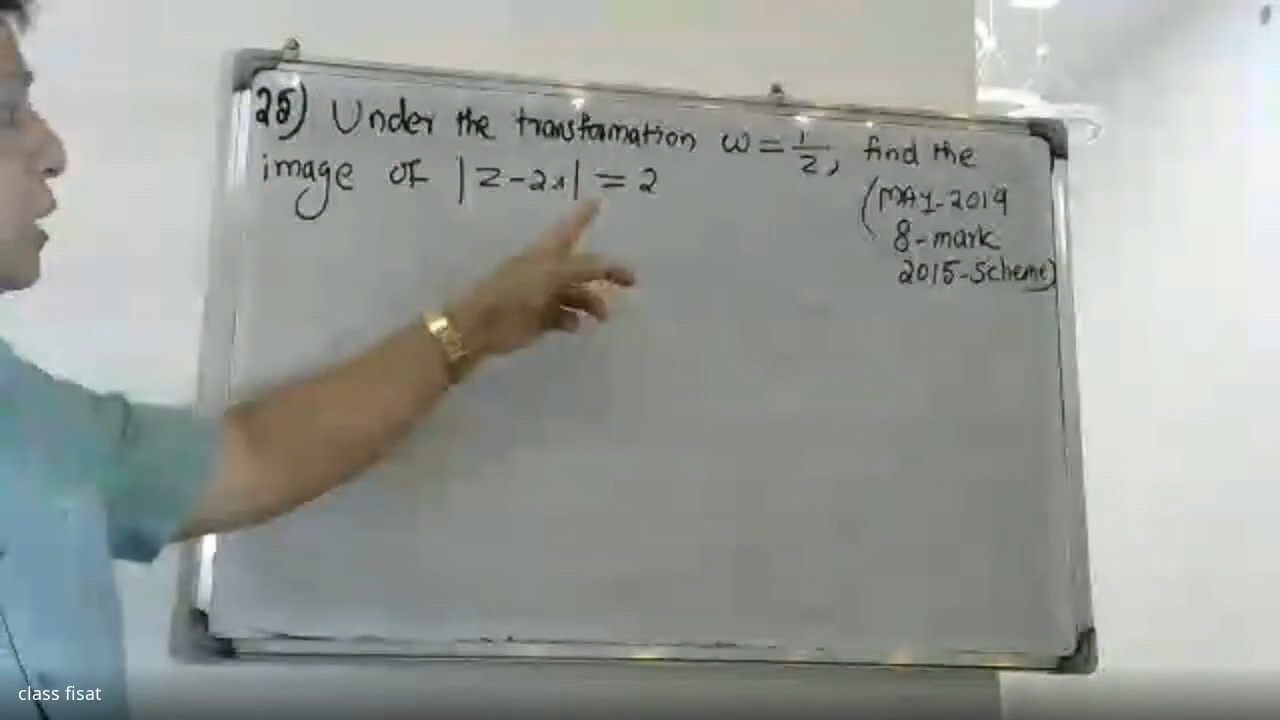 25) Under the transformation ω = 1/z, find the
image of |z-2i| = 2
(MAY-2019
8-mark
2015-Scheme)
class fisat